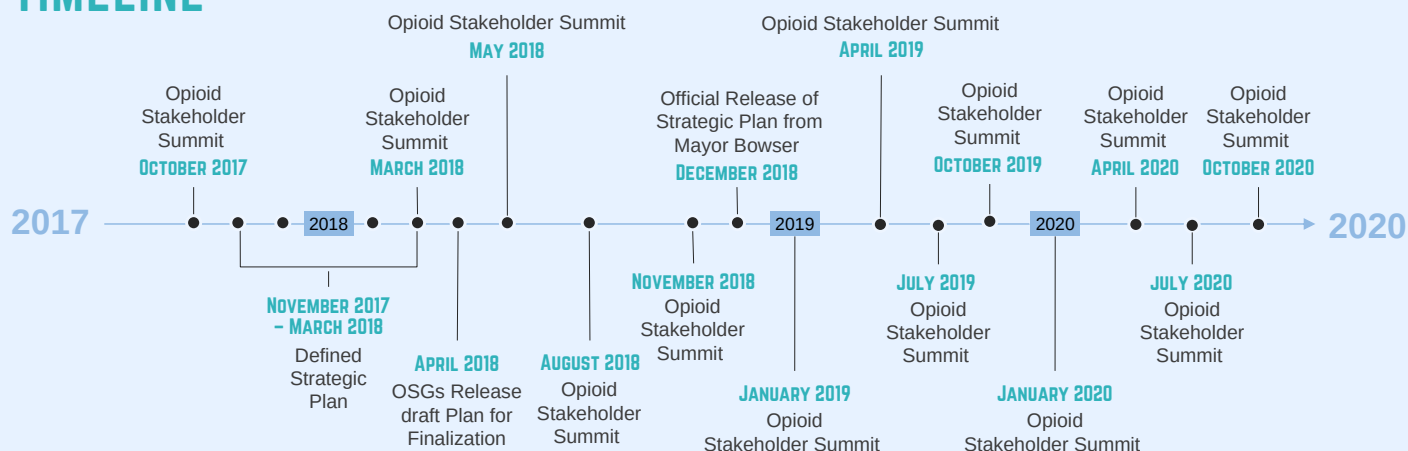 TIMELINE
Opioid Stakeholder Summit
MAY 2018
Opioid Stakeholder Summit
APRIL 2019
Opioid
Stakeholder
Summit
OCTOBER 2017
Opioid
Stakeholder
Summit
MARCH 2018
Official Release of
Strategic Plan from
Mayor Bowser
DECEMBER 2018
Opioid
Stakeholder
Summit
OCTOBER 2019
Opioid
Stakeholder
Summit
APRIL 2020
Opioid
Stakeholder
Summit
OCTOBER 2020
2017
2018
2019
2020
2020
NOVEMBER 2017
– MARCH 2018
Defined
Strategic
Plan
APRIL 2018
OSGs Release
draft Plan for
Finalization
AUGUST 2018
Opioid
Stakeholder
Summit
NOVEMBER 2018
Opioid
Stakeholder
Summit
JANUARY 2019
Opioid
Stakeholder Summit
JULY 2019
Opioid
Stakeholder
Summit
JANUARY 2020
Opioid
Stakeholder Summit
JULY 2020
Opioid
Stakeholder
Summit